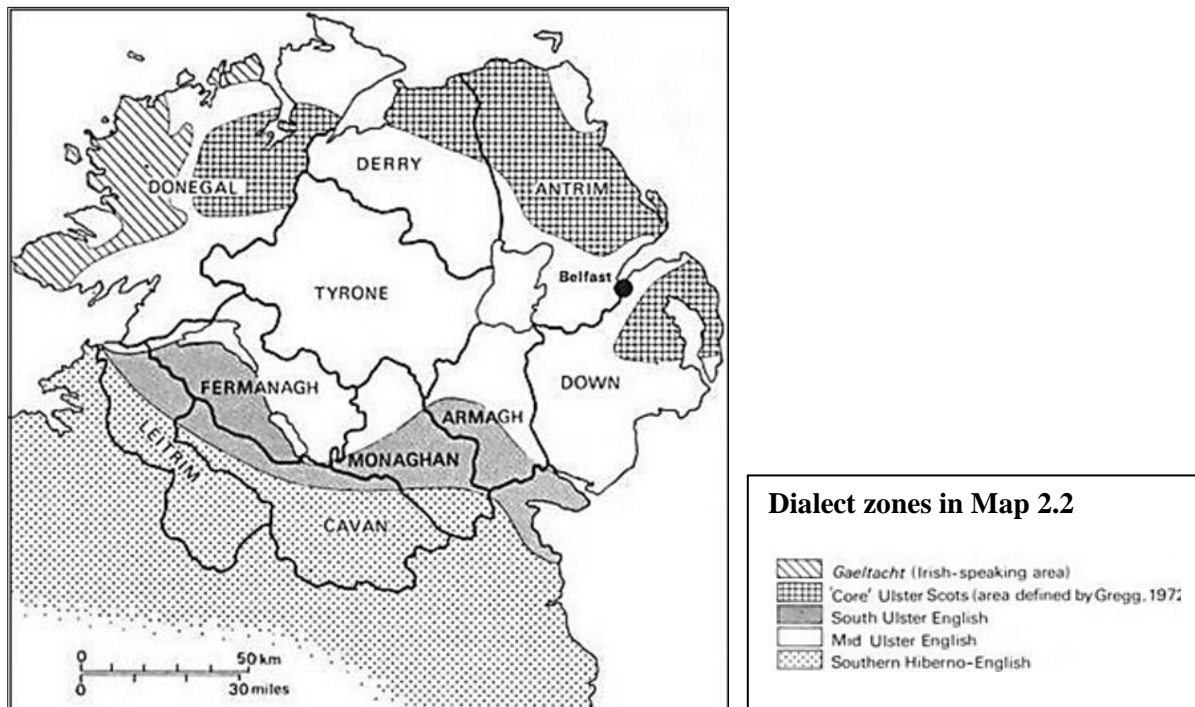 DERRY
ANTRIM
DONEGAL
Belfast
TYRONE
DOWN
FERMANAGH
ARMAGH
LEITRIM
MONAGHAN
CAVAN
0 50 km
0 30 miles
Dialect zones in Map 2.2
Gaeltacht (Irish-speaking area)
'Core' Ulster Scots (area defined by Gregg, 1972
South Ulster English
Mid Ulster English
Southern Hiberno-English